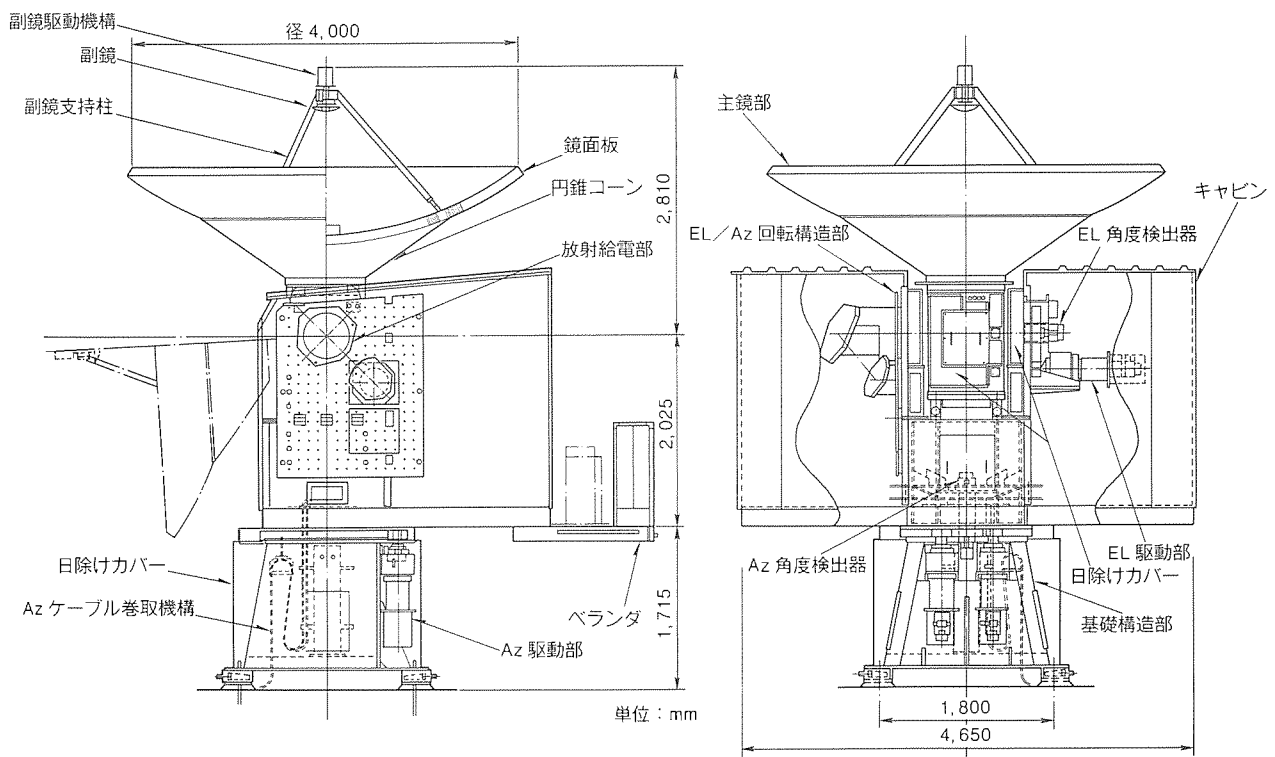 副鏡駆動機構
径 4,000
副鏡
副鏡支持柱
鏡面板
円錐コーン
放射給電部
2,810
2,025
1,715
日除けカバー
Az ケーブル巻取機構
Az 駆動部
ベランダ
単位：mm
主鏡部
キャビン
EL／Az 回転構造部
EL 角度検出器
Az 角度検出器
EL 駆動部
日除けカバー
基礎構造部
1,800
4,650